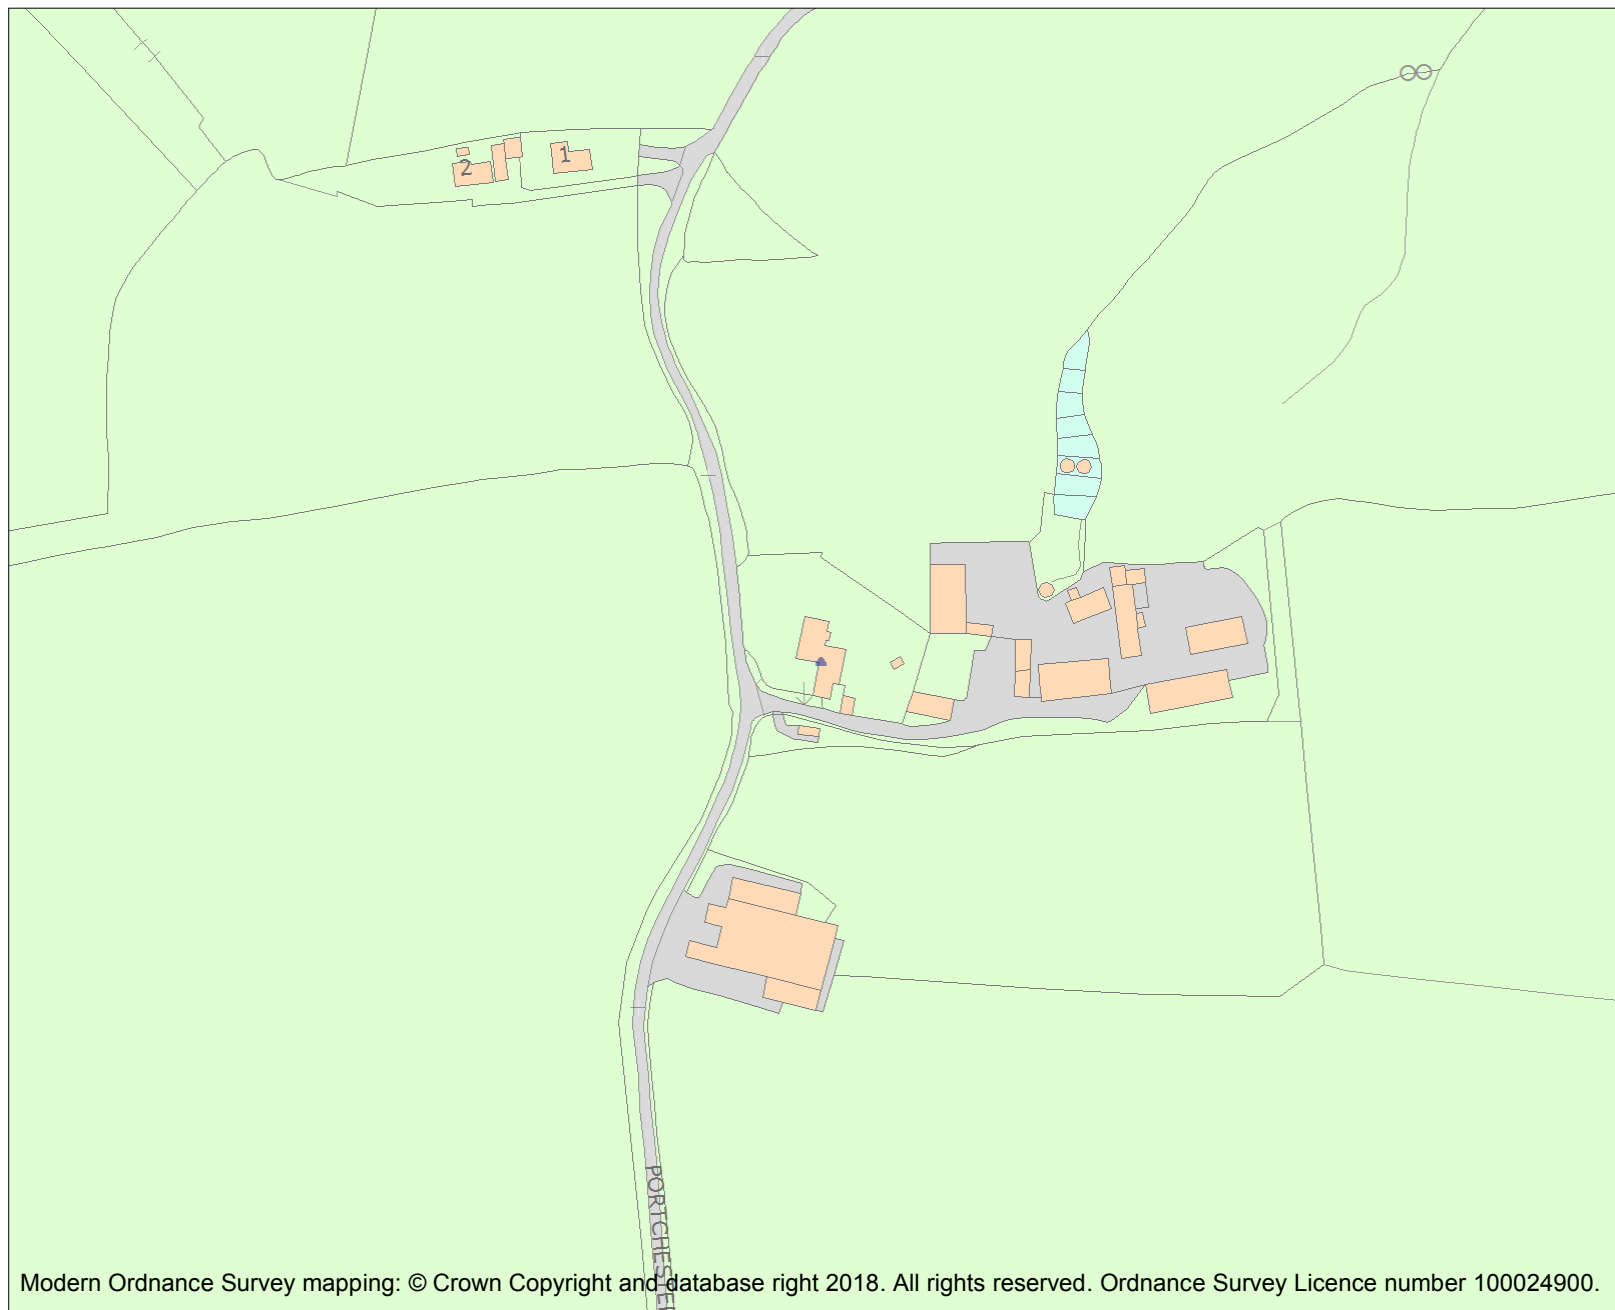 1
2
PORTCHESTER
Modern Ordnance Survey mapping: © Crown Copyright and database right 2018. All rights reserved. Ordnance Survey Licence number 100024900.